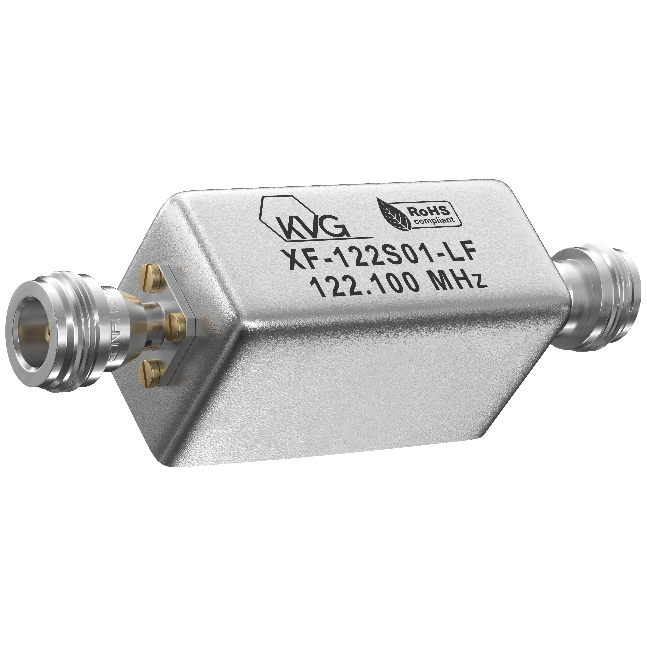 KVG
RoHS
compliant
XF-122S01-LF
122.100 MHz